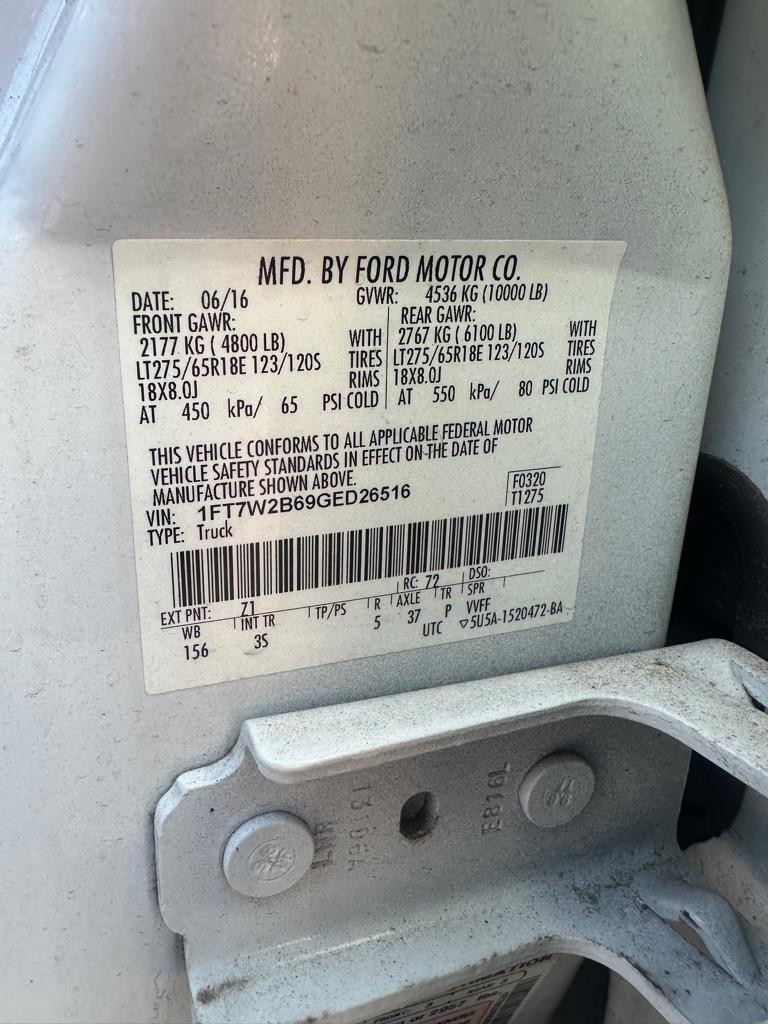 MFD. BY FORD MOTOR CO.
DATE: 06/16 GVWR: 4536 KG (10000 LB)
FRONT GAWR: REAR GAWR:
2177 KG ( 4800 LB) WITH 2767 KG ( 6100 LB) WITH
LT275/65R18E 123/120S TIRES LT275/65R18E 123/120S TIRES
18X8.0J RIMS 18X8.0J RIMS
AT 450 kPa/ 65 PSI COLD AT 550 kPa/ 80 PSI COLD
THIS VEHICLE CONFORMS TO ALL APPLICABLE FEDERAL MOTOR
VEHICLE SAFETY STANDARDS IN EFFECT ON THE DATE OF
MANUFACTURE SHOWN ABOVE.
VIN: 1FT7W2B69GED26516 F0320
TYPE: Truck T1275
EXT PNT: Z1 RC: 72 DSO:
WB INT TR TP/PS R AXLE TR SPR
156 3S 5 37 P VVFF
UTC ▽5U5A-1520472-BA
FRONT: 3
or 2957 lbs